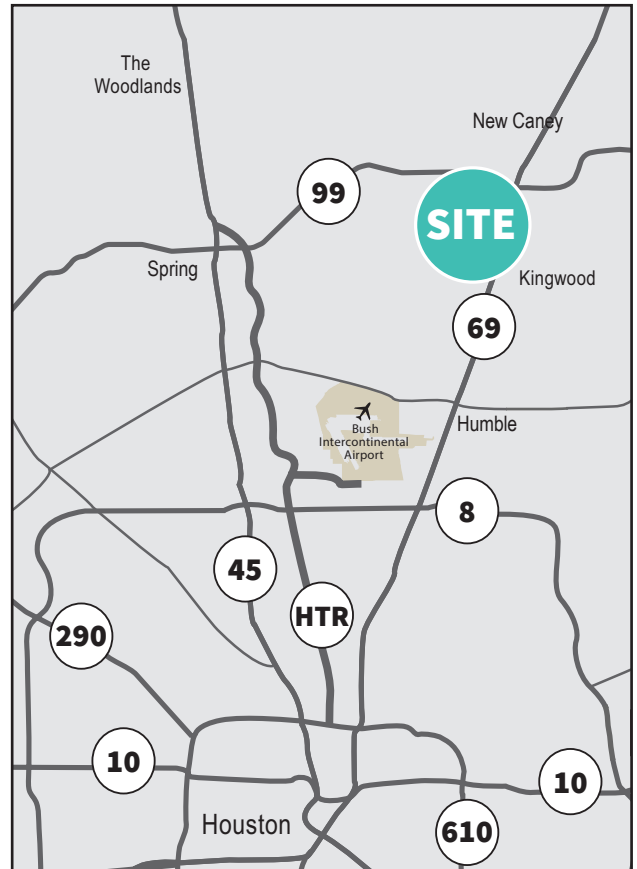 The
Woodlands
New Caney
99
SITE
Spring
Kingwood
69
Bush
Intercontinental
Airport
Humble
8
45
HTR
290
10
10
Houston
610